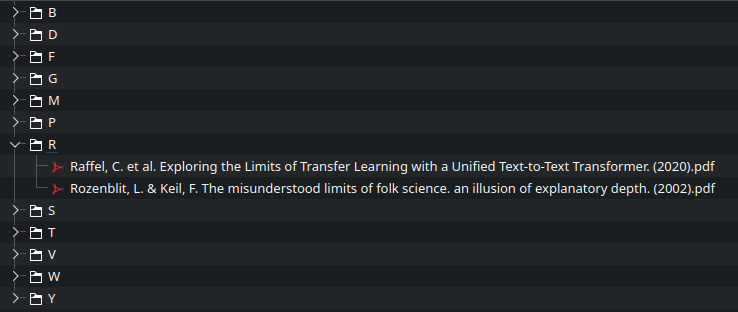 B
D
F
G
M
P
R
Raffel, C. et al. Exploring the Limits of Transfer Learning with a Unified Text-to-Text Transformer. (2020).pdf
Rozenblit, L. & Keil, F. The misunderstood limits of folk science. an illusion of explanatory depth. (2002).pdf
S
T
V
W
Y